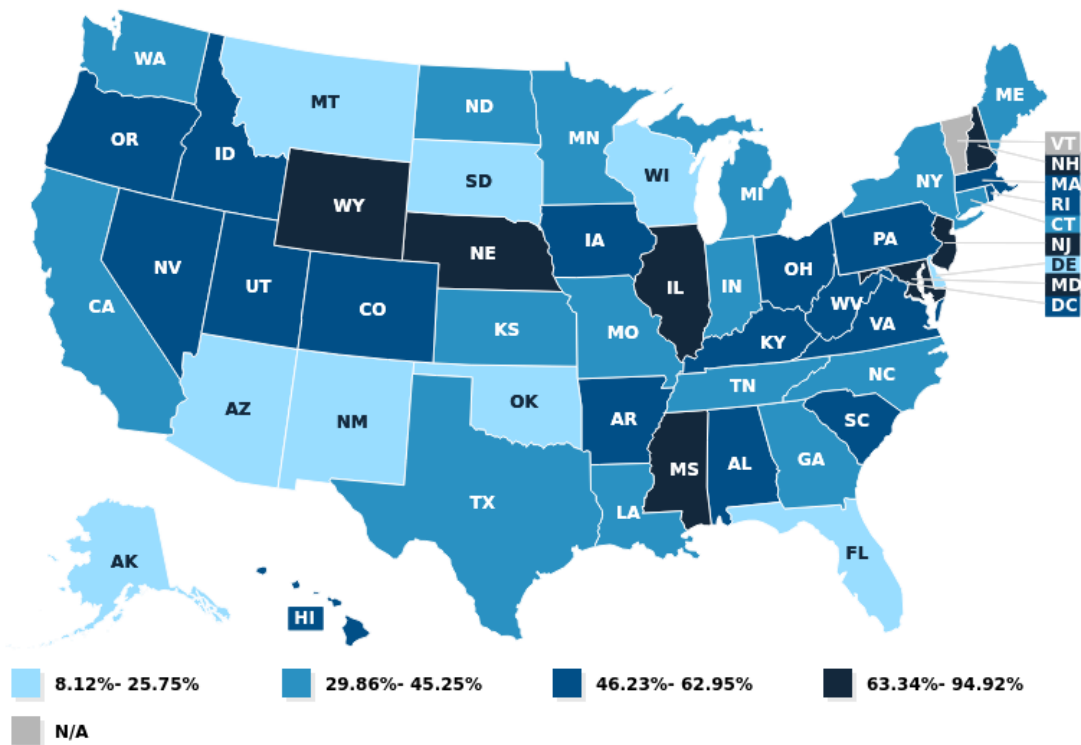 WA
MT
ND
MN
ME
OR
ID
SD
WI
MI
NY
VT
NH
MA
RI
CT
NJ
DE
MD
DC
WY
NE
IA
PA
NV
UT
CO
IL
IN
OH
CA
KS
MO
WV
VA
KY
AZ
NM
OK
TN
NC
AR
SC
TX
LA
MS
AL
GA
AK
HI
FL
8.12%- 25.75%
29.86%- 45.25%
46.23%- 62.95%
63.34%- 94.92%
N/A